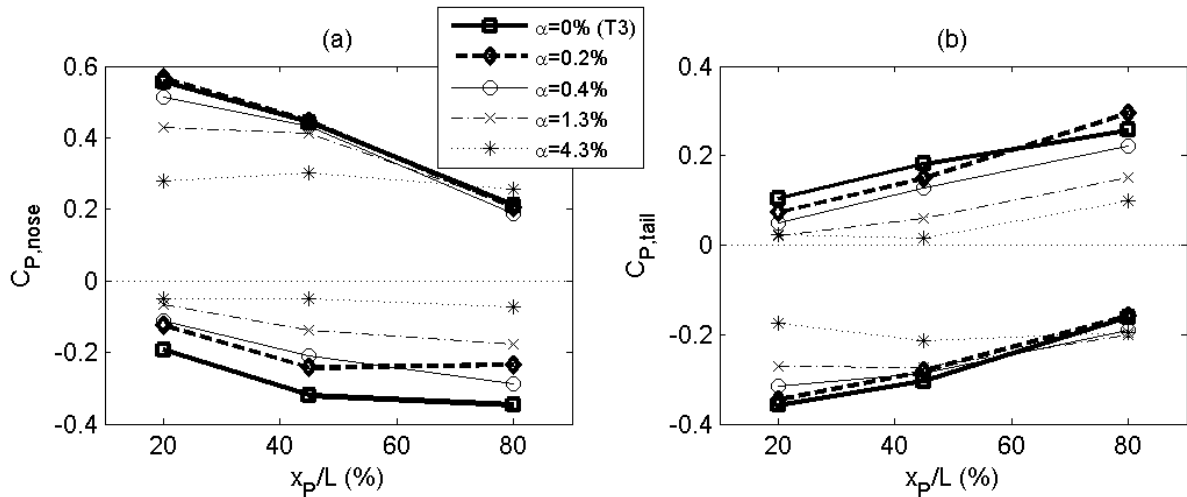 (a)
(b)
α=0% (T3)
α=0.2%
α=0.4%
α=1.3%
α=4.3%
C_P,nose
0.6
0.4
0.2
0
-0.2
-0.4
20
40
60
80
x_P/L (%)
C_P,tail
0.4
0.2
0
-0.2
-0.4
20
40
60
80
x_P/L (%)